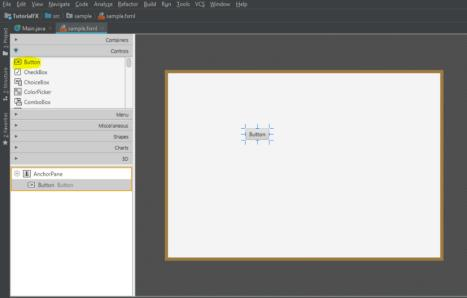 File Edit View Navigate Code Analyze Refactor Build Run Tools VCS Window Help
TutorialFX src sample sample.fxml
Main.java sample.fxml
1: Project
Containers
Controls
Button
CheckBox
ChoiceBox
ColorPicker
ComboBox
Menu
Miscellaneous
Shapes
Charts
3D
2: Structure
2: Favorites
AnchorPane
Button Button
Button